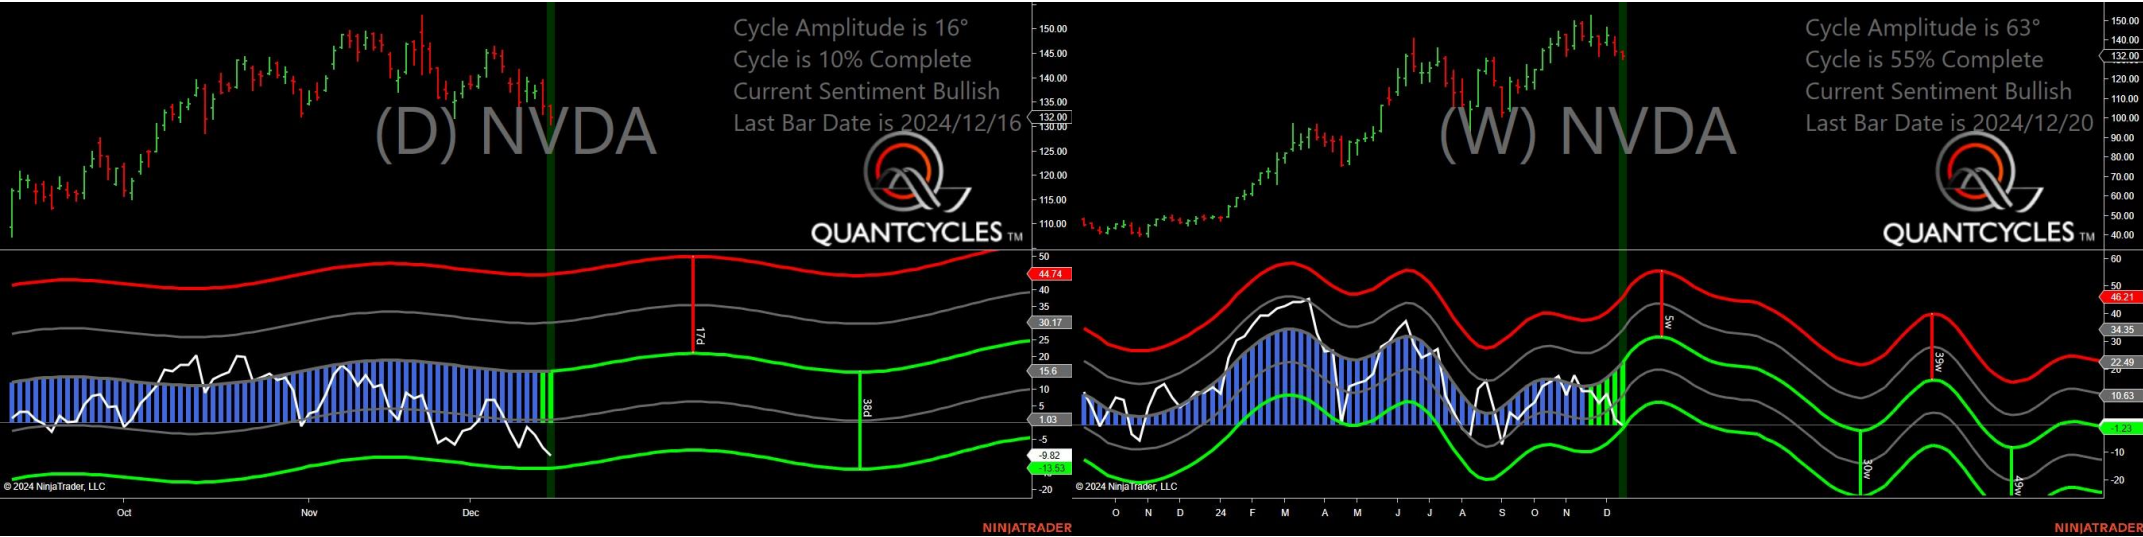 Cycle Amplitude is 16°
Cycle is 10% Complete
Current Sentiment Bullish
Last Bar Date is 2024/12/16
(D) NVDA
QUANTCYCLES TM
150.00
145.00
140.00
135.00
132.00
130.00
125.00
120.00
115.00
110.00
50
44.74
40
35
30.17
25
20
15.6
10
5
1.03
-5
-9.82
-13.53
-20
17d
38d
© 2024 NinjaTrader, LLC
Oct
Nov
Dec
NINJATRADER
Cycle Amplitude is 63°
Cycle is 55% Complete
Current Sentiment Bullish
Last Bar Date is 2024/12/20
(W) NVDA
QUANTCYCLES TM
150.00
140.00
132.00
120.00
110.00
100.00
90.00
80.00
70.00
60.00
50.00
40.00
60
50
46.21
40
34.35
30
22.49
20
10.63
-1.23
-10
-20
5w
39w
30w
49w
© 2024 NinjaTrader, LLC
O N D 24 F M A M J J A S O N D
NINJATRADER